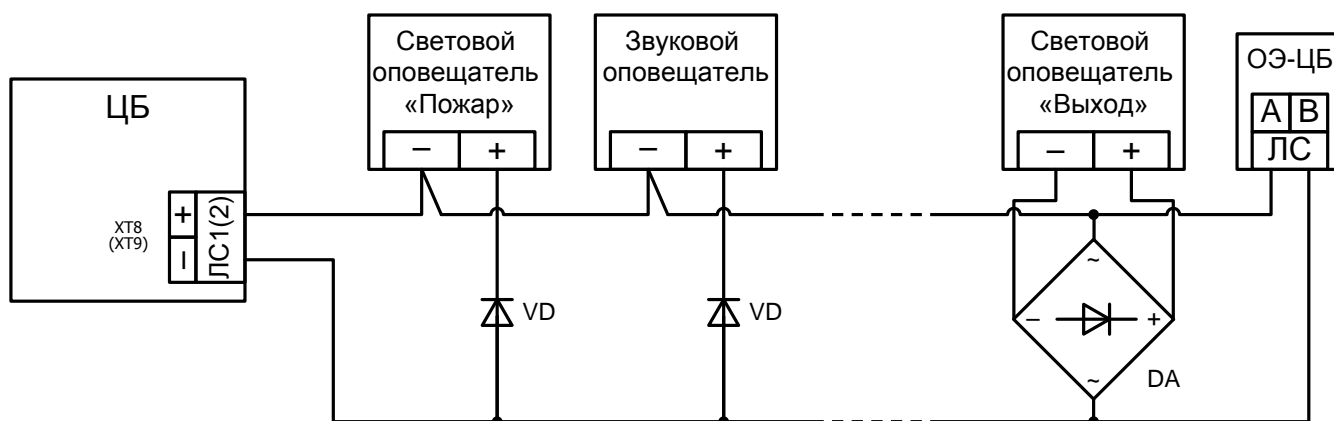 ЦБ
XT8
(XT9)
+
–
ЛС1(2)
Световой
оповещатель
«Пожар»
– +
VD
Звуковой
оповещатель
– +
VD
Световой
оповещатель
«Выход»
– +
~
– +
~
DA
ОЭ-ЦБ
A B
ЛС